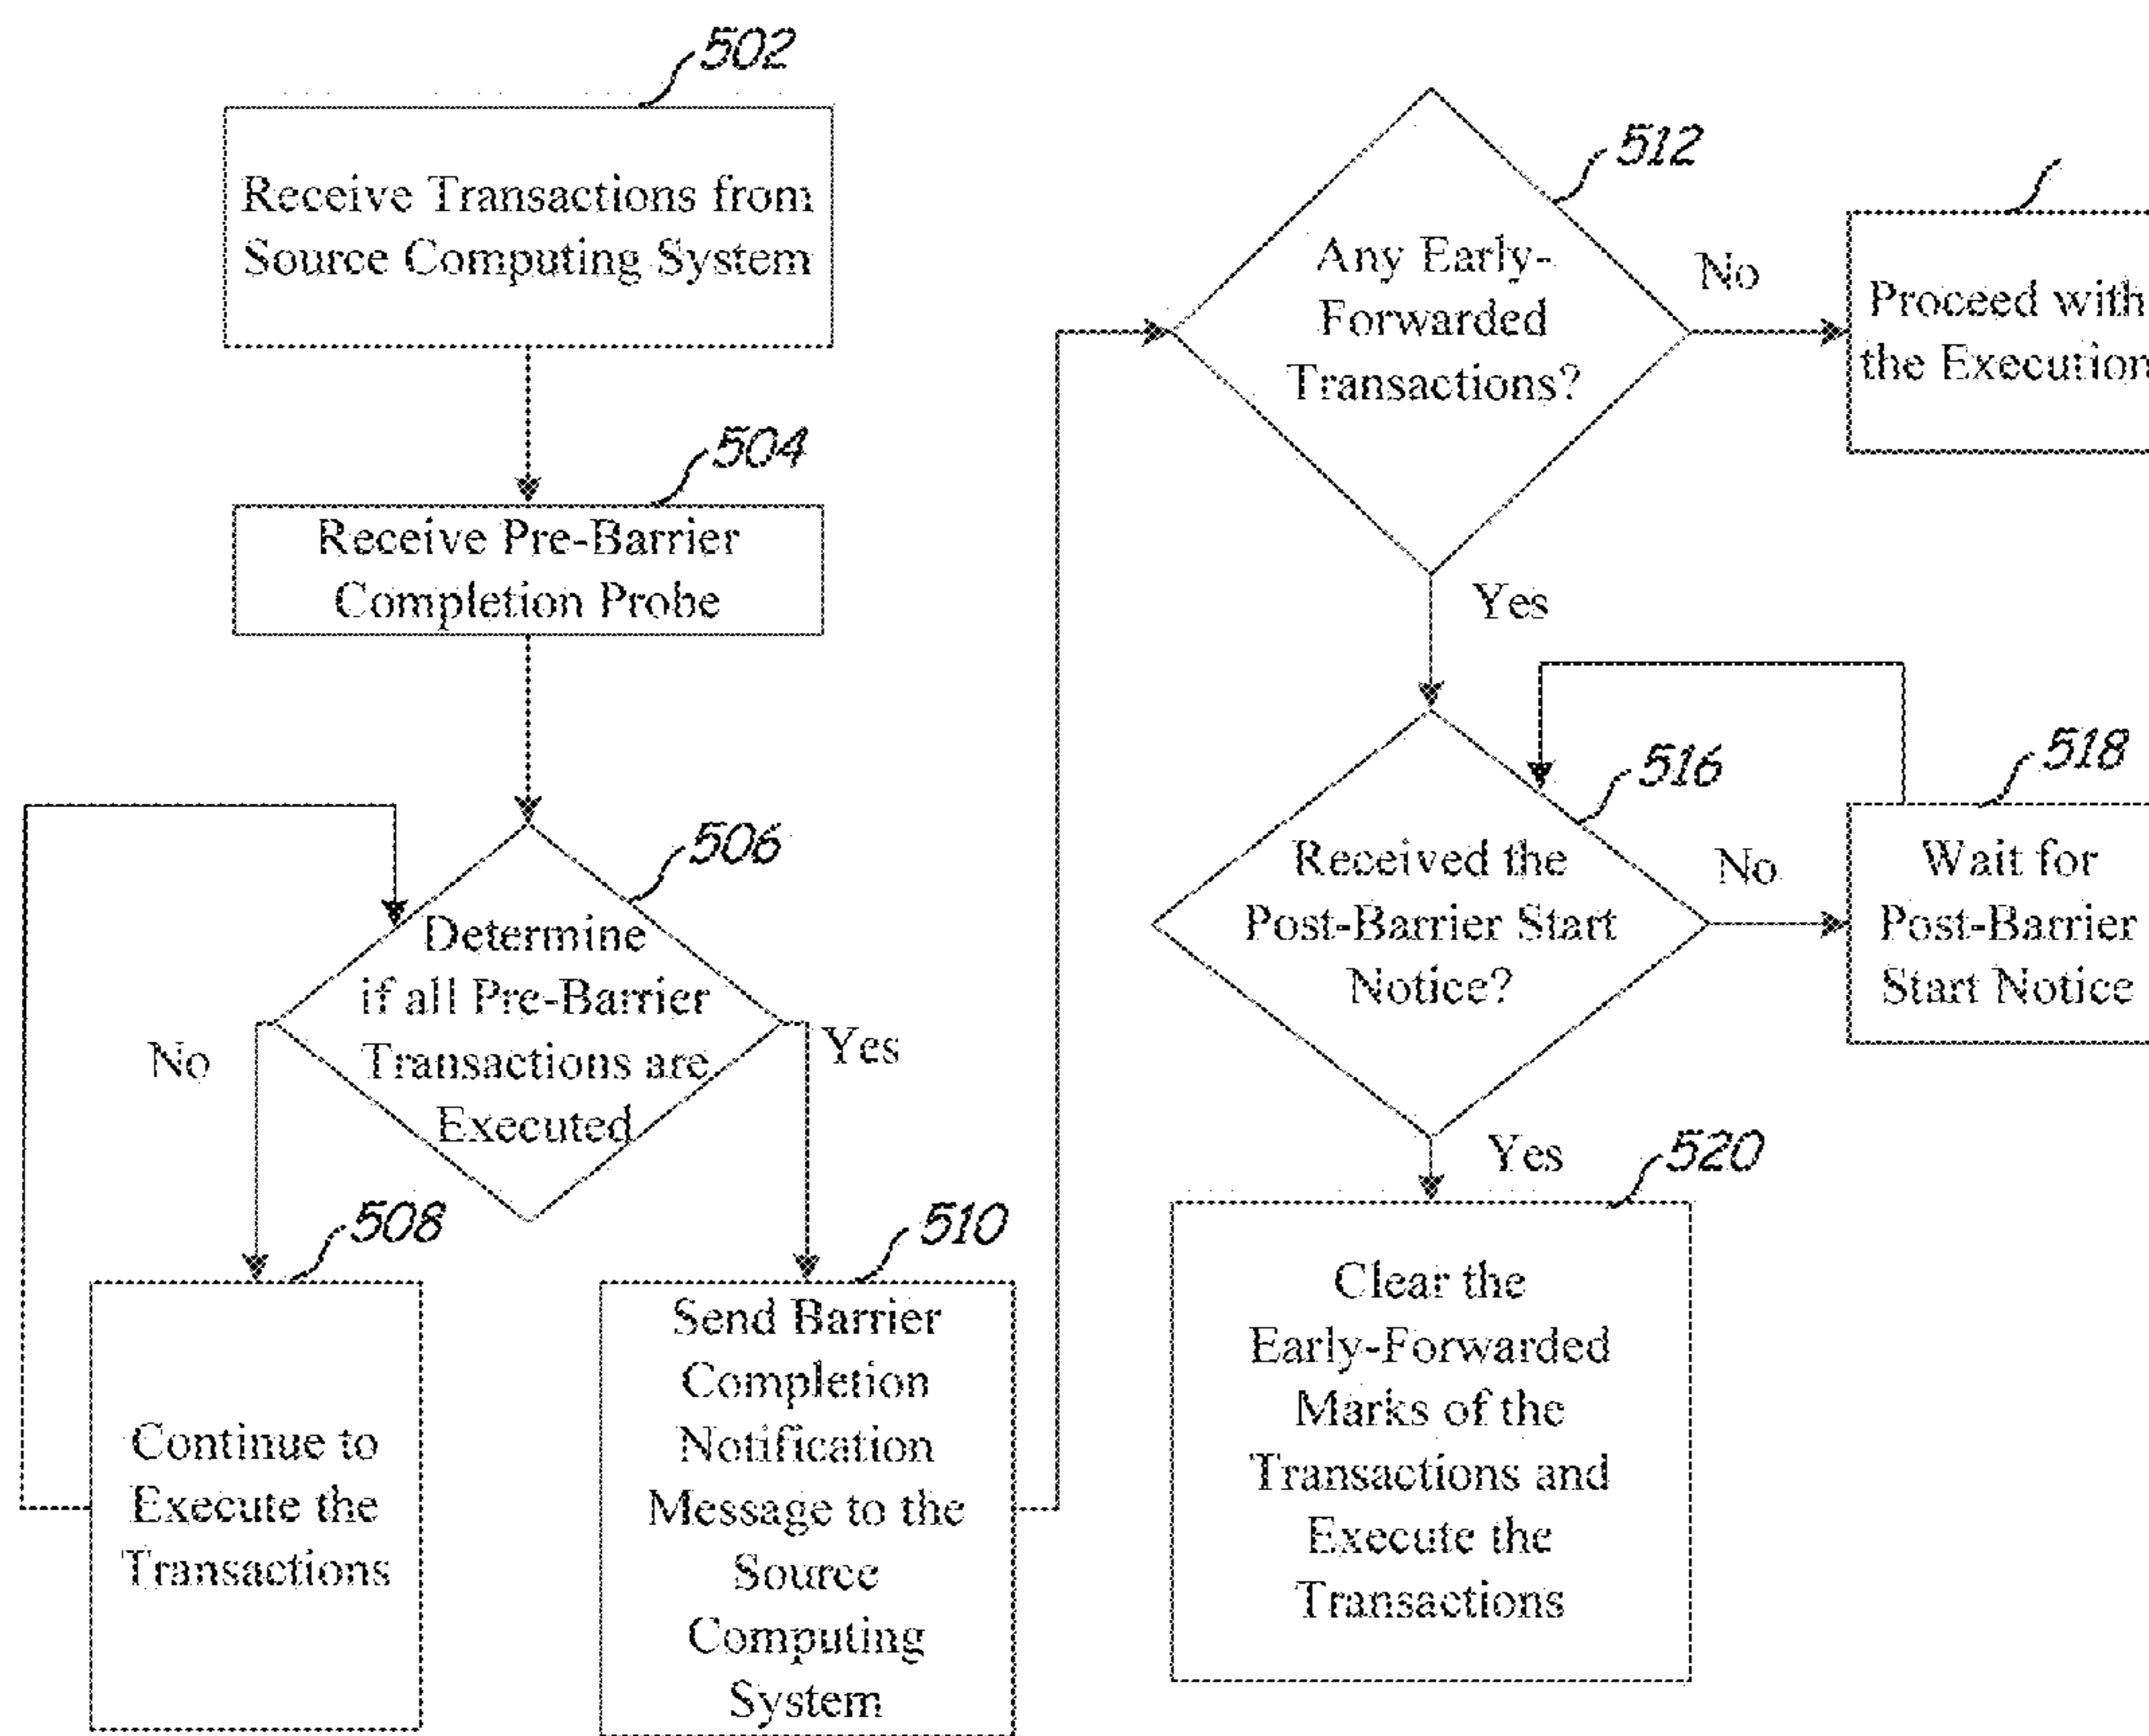 502
Receive Transactions from
Source Computing System
504
Receive Pre-Barrier
Completion Probe
506
Determine
if all Pre-Barrier
Transactions are
Executed
No
Yes
508
Continue to
Execute the
Transactions
510
Send Barrier
Completion
Notification
Message to the
Source
Computing
System
512
Any Early-
Forwarded
Transactions?
No
Proceed with
the Execution
Yes
516
Received the
Post-Barrier Start
Notice?
No
518
Wait for
Post-Barrier
Start Notice
Yes
520
Clear the
Early-Forwarded
Marks of the
Transactions and
Execute the
Transactions